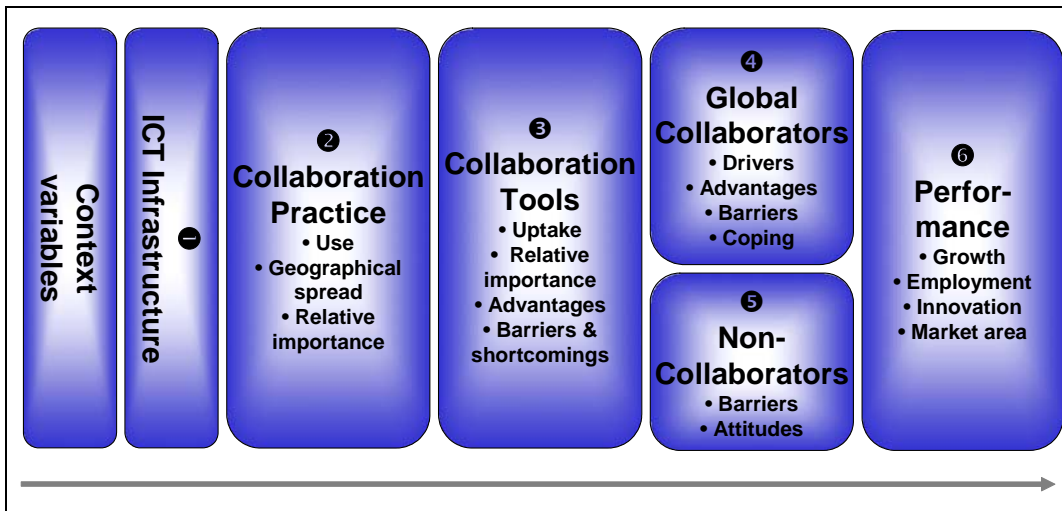 Context
variables
❶
ICT Infrastructure
❷
Collaboration
Practice
• Use
• Geographical
spread
• Relative
importance
❸
Collaboration
Tools
• Uptake
• Relative
importance
• Advantages
• Barriers &
shortcomings
❹
Global
Collaborators
• Drivers
• Advantages
• Barriers
• Coping
❺
Non-
Collaborators
• Barriers
• Attitudes
❻
Perfor-
mance
• Growth
• Employment
• Innovation
• Market area